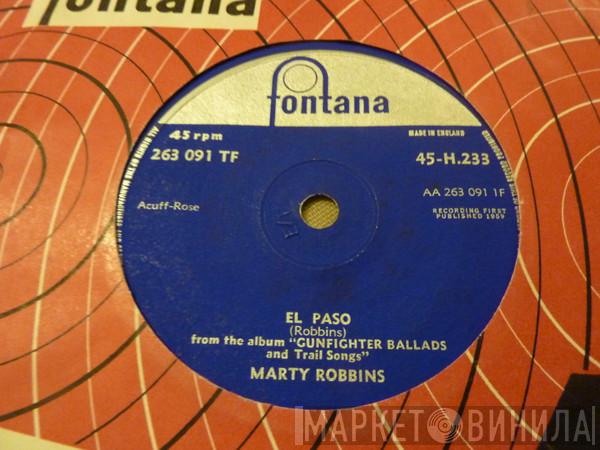 fontana
fontana
45 rpm
MADE IN ENGLAND
263 091 TF
45-H.233
AA 263 091 1F
Acuff-Rose
RECORDING FIRST
PUBLISHED 1959
EL PASO
(Robbins)
from the album "GUNFIGHTER BALLADS
and Trail Songs"
MARTY ROBBINS
МАРКЕТ ВИНИЛА